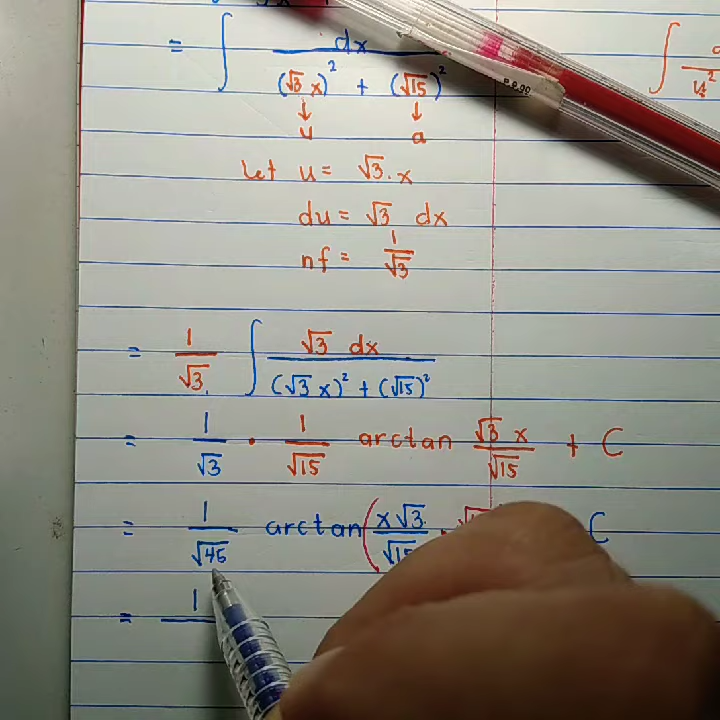 = ∫ dx / (√3 x)² + (√15)²
↓ ↓
u a
∫ u²
Let u = √3 . x
du = √3 dx
nf = 1/√3
= 1/√3 ∫ √3 dx / (√3 x)² + (√15)²
= 1/√3 · 1/√15 arctan √3 x / √15 + C
= 1/√45 arctan ( x√3 / √15 · C
= 1